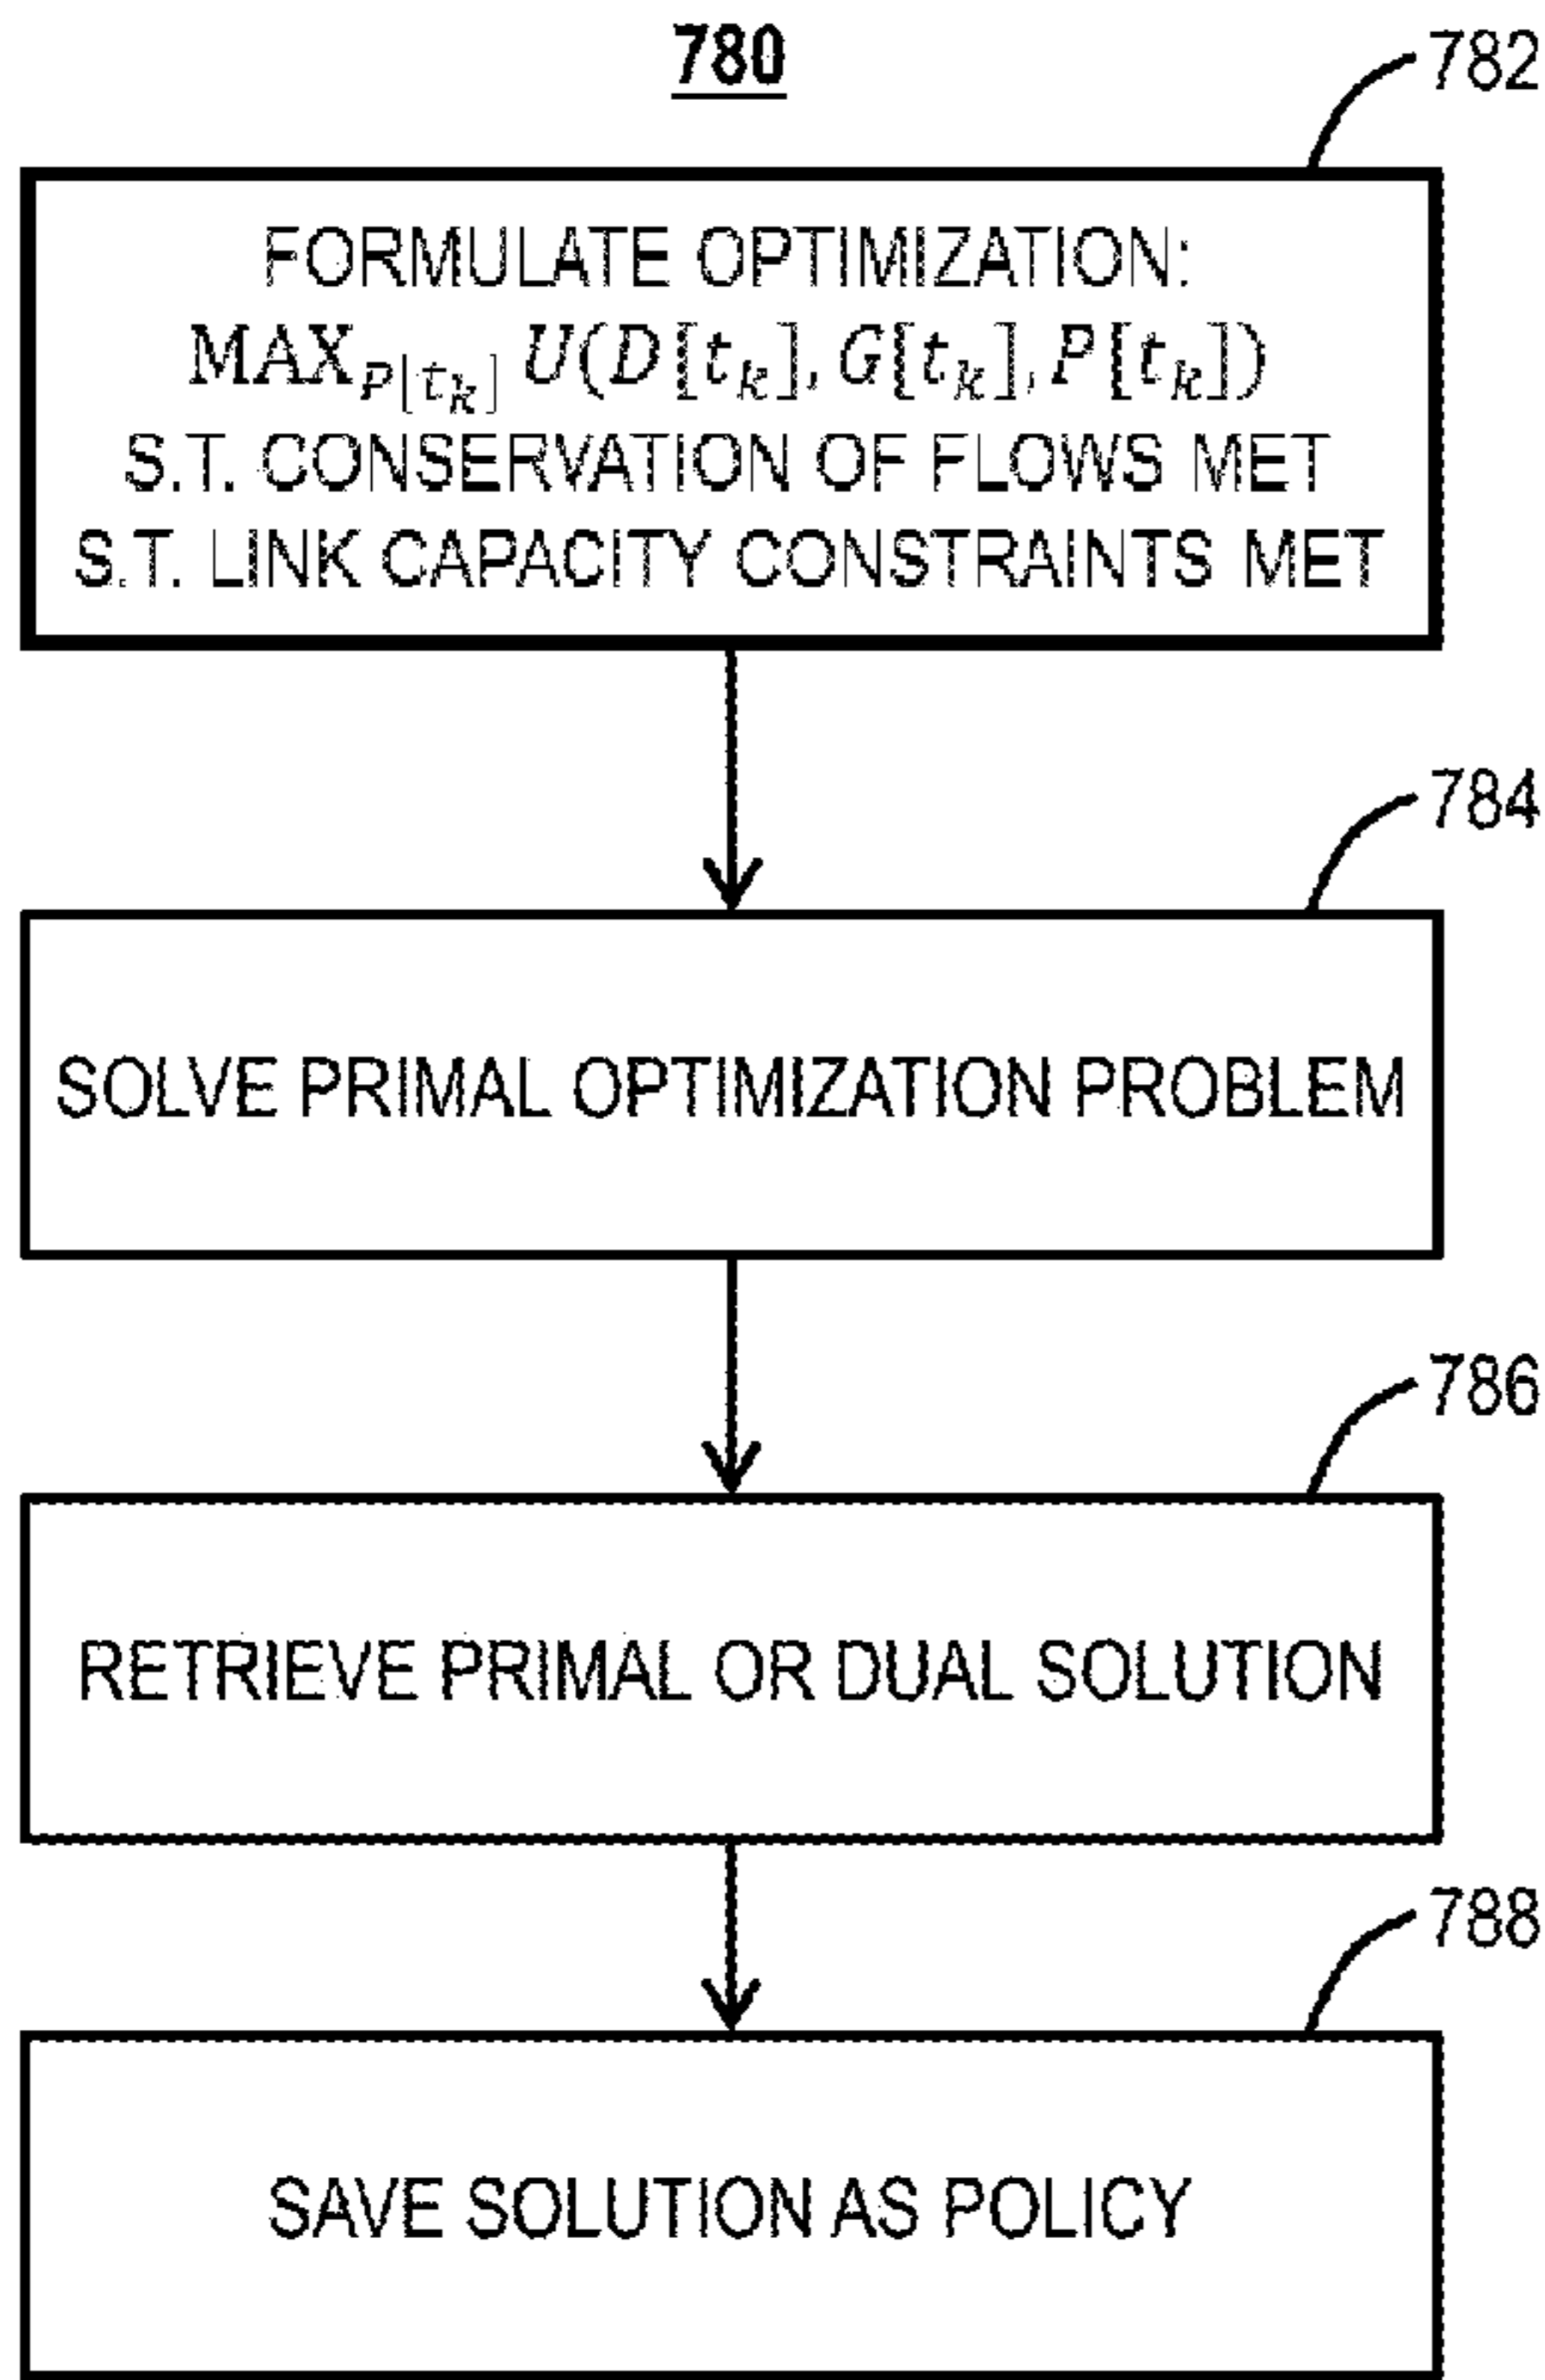 780
782
FORMULATE OPTIMIZATION:
MAX_{P[t_k]} U(D[t_k], G[t_k], P[t_k])
S.T. CONSERVATION OF FLOWS MET
S.T. LINK CAPACITY CONSTRAINTS MET
784
SOLVE PRIMAL OPTIMIZATION PROBLEM
786
RETRIEVE PRIMAL OR DUAL SOLUTION
788
SAVE SOLUTION AS POLICY